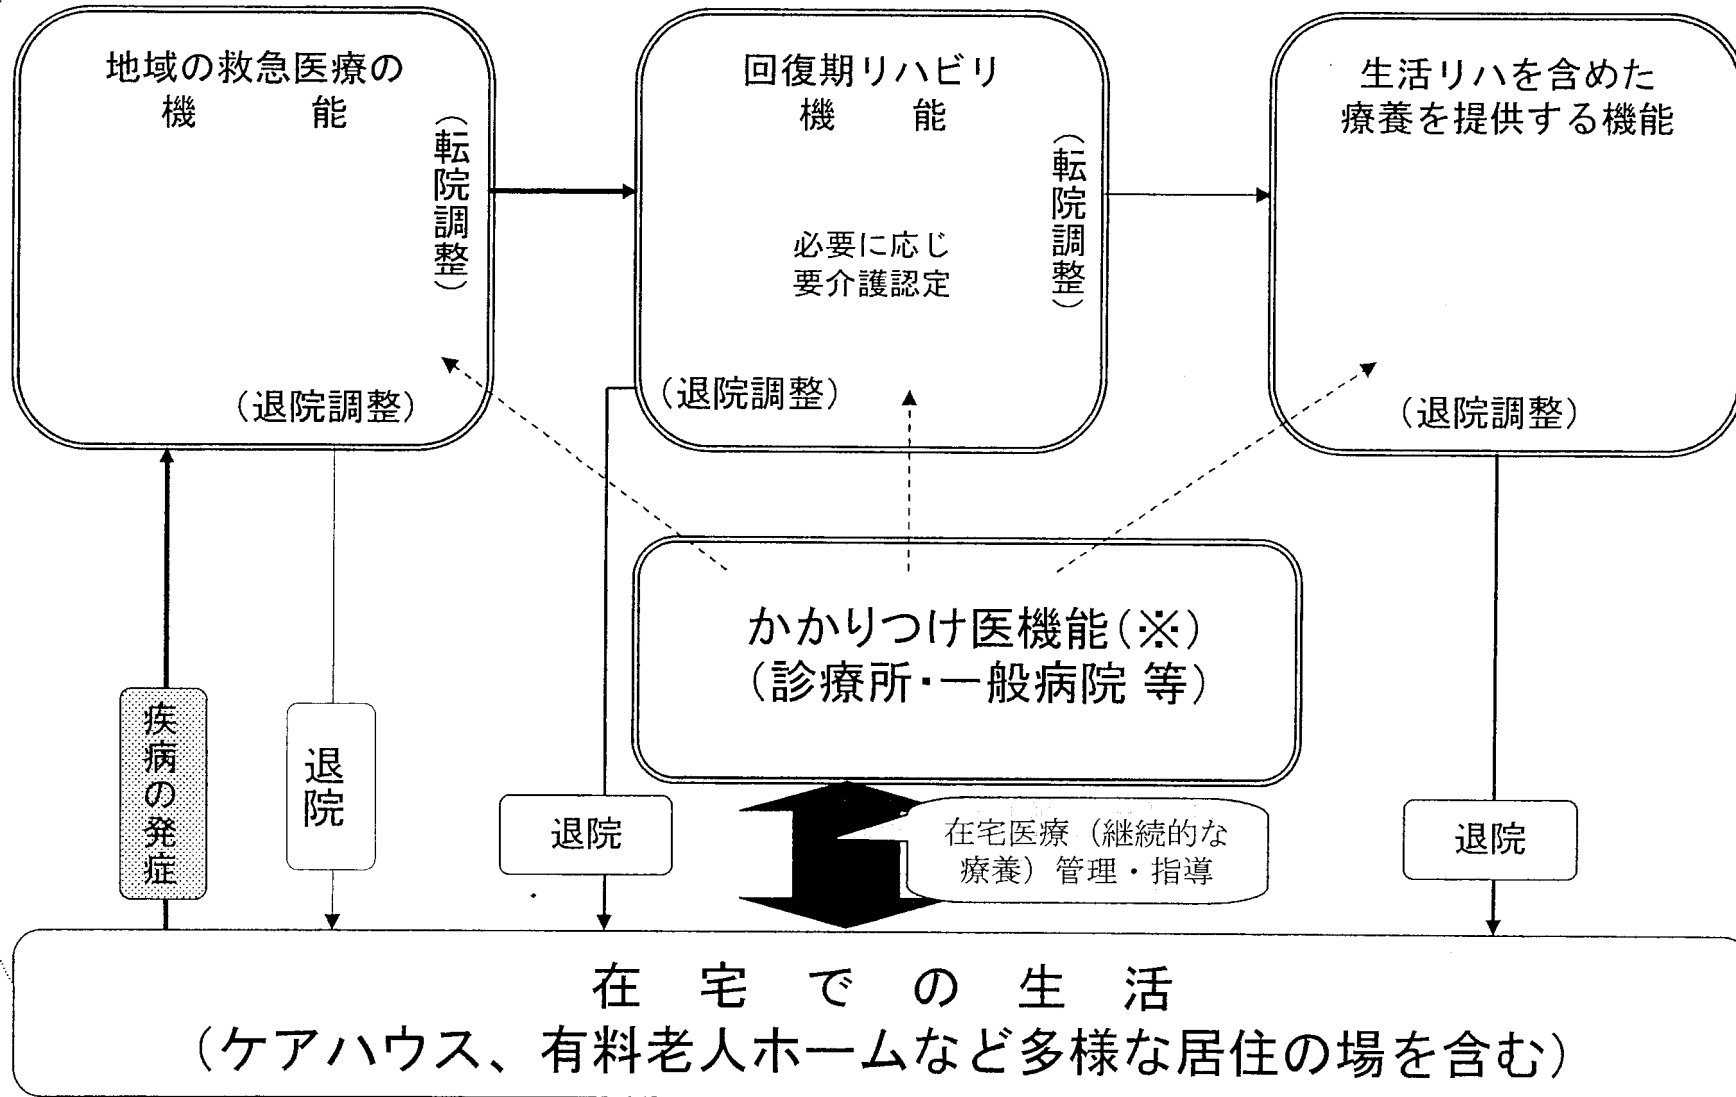 地域の救急医療の
機能
(転院調整)
(退院調整)
回復期リハビリ
機能
(転院調整)
必要に応じ
要介護認定
(退院調整)
生活リハを含めた
療養を提供する機能
(退院調整)
かかりつけ医機能(※)
(診療所・一般病院 等)
疾病の発症
退院
退院
在宅医療(継続的な
療養)管理・指導
退院
在宅での生活
(ケアハウス、有料老人ホームなど多様な居住の場を含む)